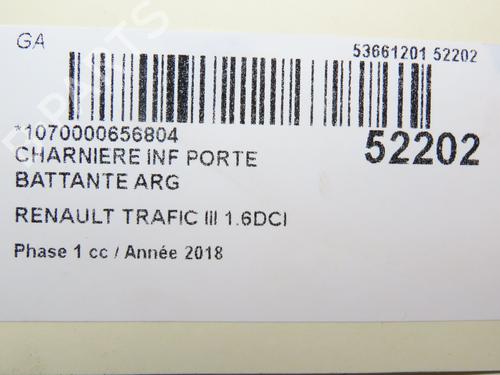 GA
53661201 52202
*1070000656804
52202
CHARNIERE INF PORTE
BATTANTE ARG
RENAULT TRAFIC III 1.6DCI
Phase 1 cc / Année 2018